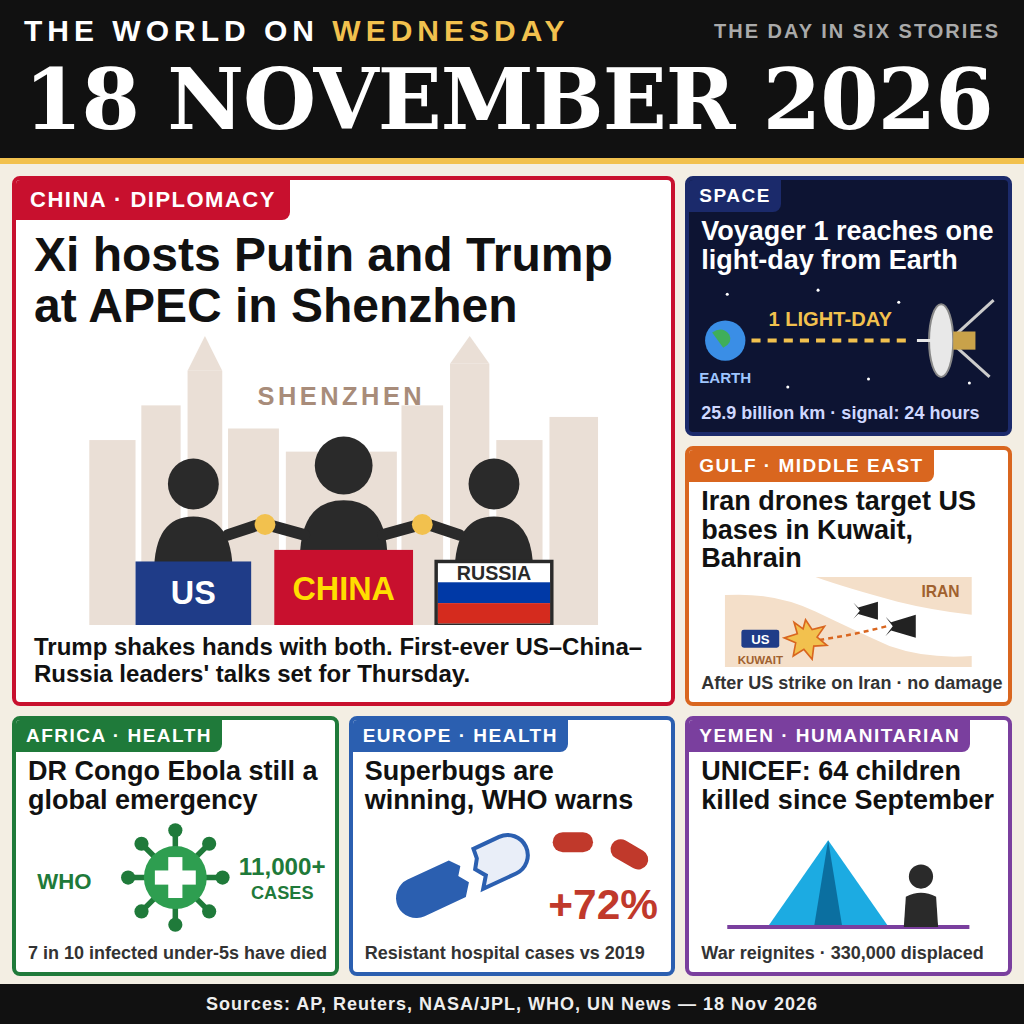 THE WORLD ON WEDNESDAY
THE DAY IN SIX STORIES
18 NOVEMBER 2026
CHINA · DIPLOMACY
Xi hosts Putin and Trump
at APEC in Shenzhen
SHENZHEN
US
CHINA
RUSSIA
Trump shakes hands with both. First-ever US–China–
Russia leaders' talks set for Thursday.
SPACE
Voyager 1 reaches one
light-day from Earth
1 LIGHT-DAY
EARTH
25.9 billion km · signal: 24 hours
GULF · MIDDLE EAST
Iran drones target US
bases in Kuwait,
Bahrain
IRAN
US
KUWAIT
After US strike on Iran · no damage
AFRICA · HEALTH
DR Congo Ebola still a
global emergency
WHO
11,000+
CASES
7 in 10 infected under-5s have died
EUROPE · HEALTH
Superbugs are
winning, WHO warns
+72%
Resistant hospital cases vs 2019
YEMEN · HUMANITARIAN
UNICEF: 64 children
killed since September
War reignites · 330,000 displaced
Sources: AP, Reuters, NASA/JPL, WHO, UN News — 18 Nov 2026